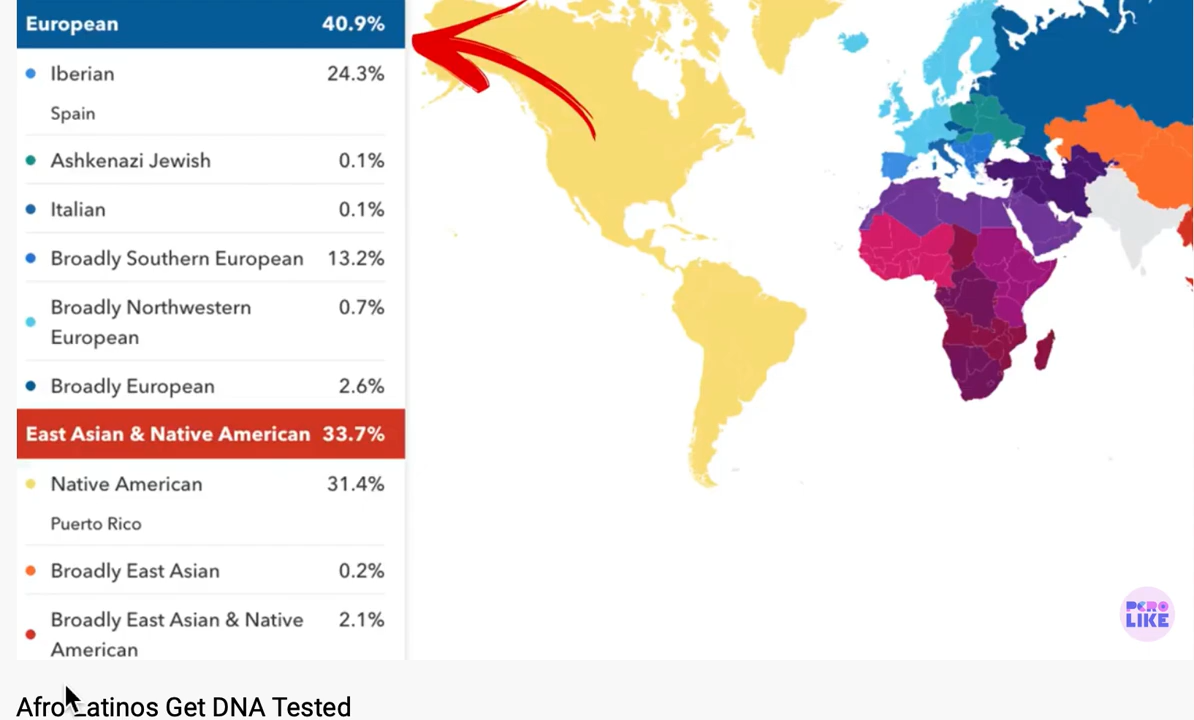 European 40.9%
Iberian 24.3%
Spain
Ashkenazi Jewish 0.1%
Italian 0.1%
Broadly Southern European 13.2%
Broadly Northwestern 0.7%
European
Broadly European 2.6%
East Asian & Native American 33.7%
Native American 31.4%
Puerto Rico
Broadly East Asian 0.2%
Broadly East Asian & Native 2.1%
American
PERO
LIKE
Afro-Latinos Get DNA Tested